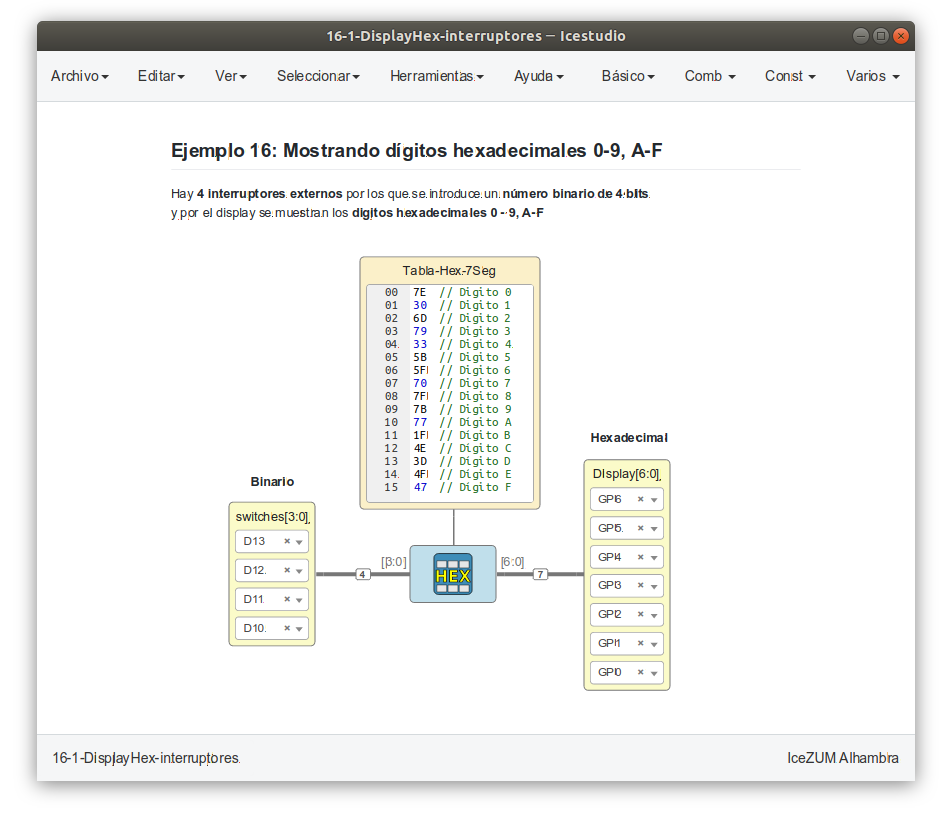 16-1-DisplayHex-interruptores — Icestudio
Archivo Editar Ver Seleccionar Herramientas Ayuda Básico Comb Const Varios
Ejemplo 16: Mostrando dígitos hexadecimales 0-9, A-F
Hay 4 interruptores externos por los que se introduce un número binario de 4-bits
y por el display se muestran los dígitos hexadecimales 0 - 9, A-F
Tabla-Hex-7Seg
00 7E // Digito 0
01 30 // Digito 1
02 6D // Digito 2
03 79 // Digito 3
04 33 // Digito 4
05 5B // Digito 5
06 5F // Digito 6
07 70 // Digito 7
08 7F // Digito 8
09 7B // Digito 9
10 77 // Digito A
11 1F // Digito B
12 4E // Digito C
13 3D // Digito D
14 4F // Digito E
15 47 // Digito F
Binario
switches[3:0]
D13
D12
D11
D10
[3:0]
4
HEX
[6:0]
7
Hexadecimal
Display[6:0]
GPI6
GPI5
GPI4
GPI3
GPI2
GPI1
GPI0
16-1-DisplayHex-interruptores
IceZUM Alhambra